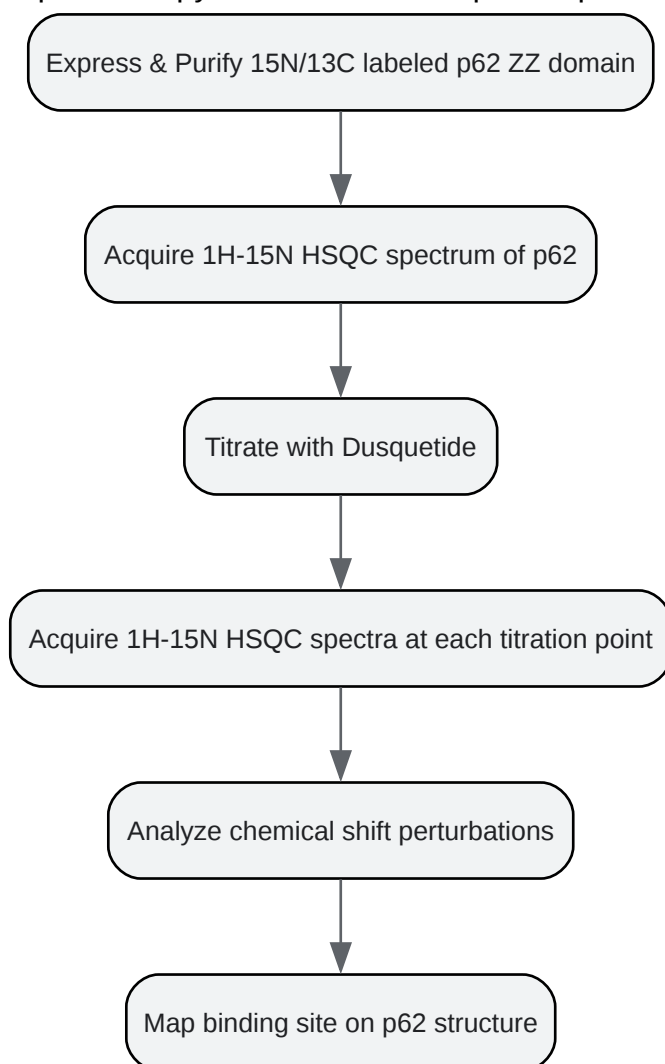 Express & Purify 15N/13C labeled p62 ZZ domain
Acquire 1H-15N HSQC spectrum of p62
Titrate with Dusquetide
Acquire 1H-15N HSQC spectra at each titration point
Analyze chemical shift perturbations
Map binding site on p62 structure